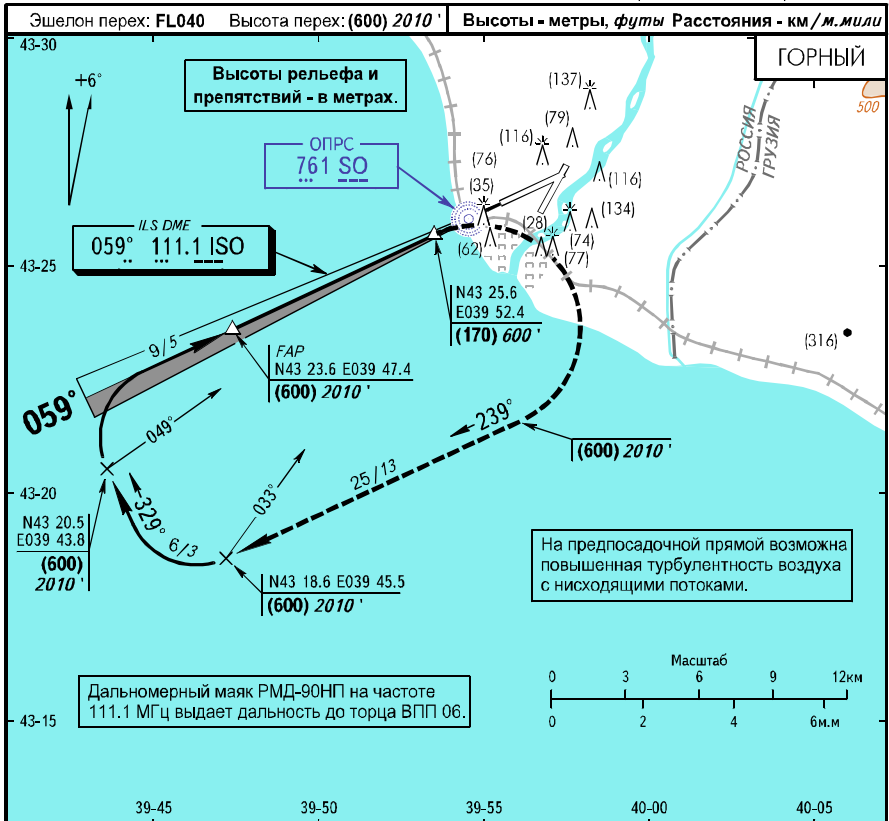 Эшелон перех: FL040 Высота перех: (600) 2010 ' Высоты - метры, футы Расстояния - км/м.мили
43-30
ГОРНЫЙ
+6°
Высоты рельефа и
препятствий - в метрах.
(137)
500
(79)
(116)
РОССИЯ
ГРУЗИЯ
ОПРС
761 SO
(76)
(116)
(35)
(134)
(28)
ILS DME
059° 111.1 ISO
(62)
(74)
(77)
43-25
N43 25.6
E039 52.4
(170) 600 '
(316)
9/5
FAP
N43 23.6 E039 47.4
(600) 2010 '
059°
049°
239°
(600) 2010 '
25/13
033°
43-20
329°
6/3
N43 20.5
E039 43.8
(600)
2010 '
N43 18.6 E039 45.5
(600) 2010 '
На предпосадочной прямой возможна
повышенная турбулентность воздуха
с нисходящими потоками.
Масштаб
0 3 6 9 12км
0 2 4 6м.м
Дальномерный маяк РМД-90НП на частоте
111.1 МГц выдает дальность до торца ВПП 06.
43-15
39-45 39-50 39-55 40-00 40-05